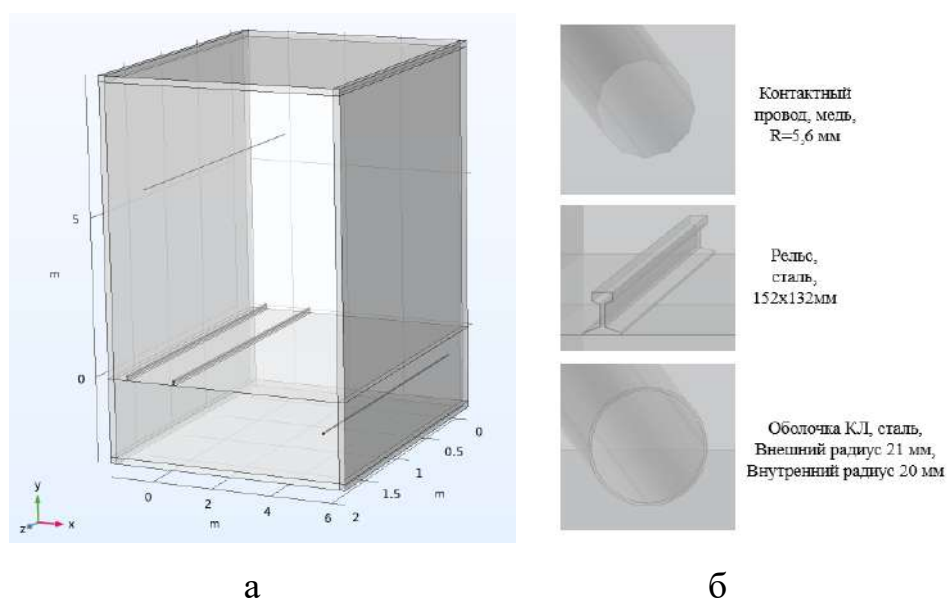 Контактный
провод, медь,
R=5,6 мм
5
m
Рельс,
сталь,
152x132мм
0
0
0.5
1
m
1.5
0
2
m
4
6
2
y
z
x
Оболочка КЛ, сталь,
Внешний радиус 21 мм,
Внутренний радиус 20 мм
а
б